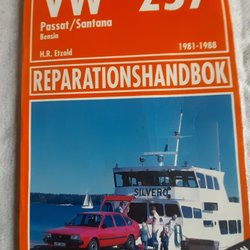 VW 257
Passat/Santana
Bensin
H.R. Etzold
1981-1988
REPARATIONSHANDBOK
SILVERÖ